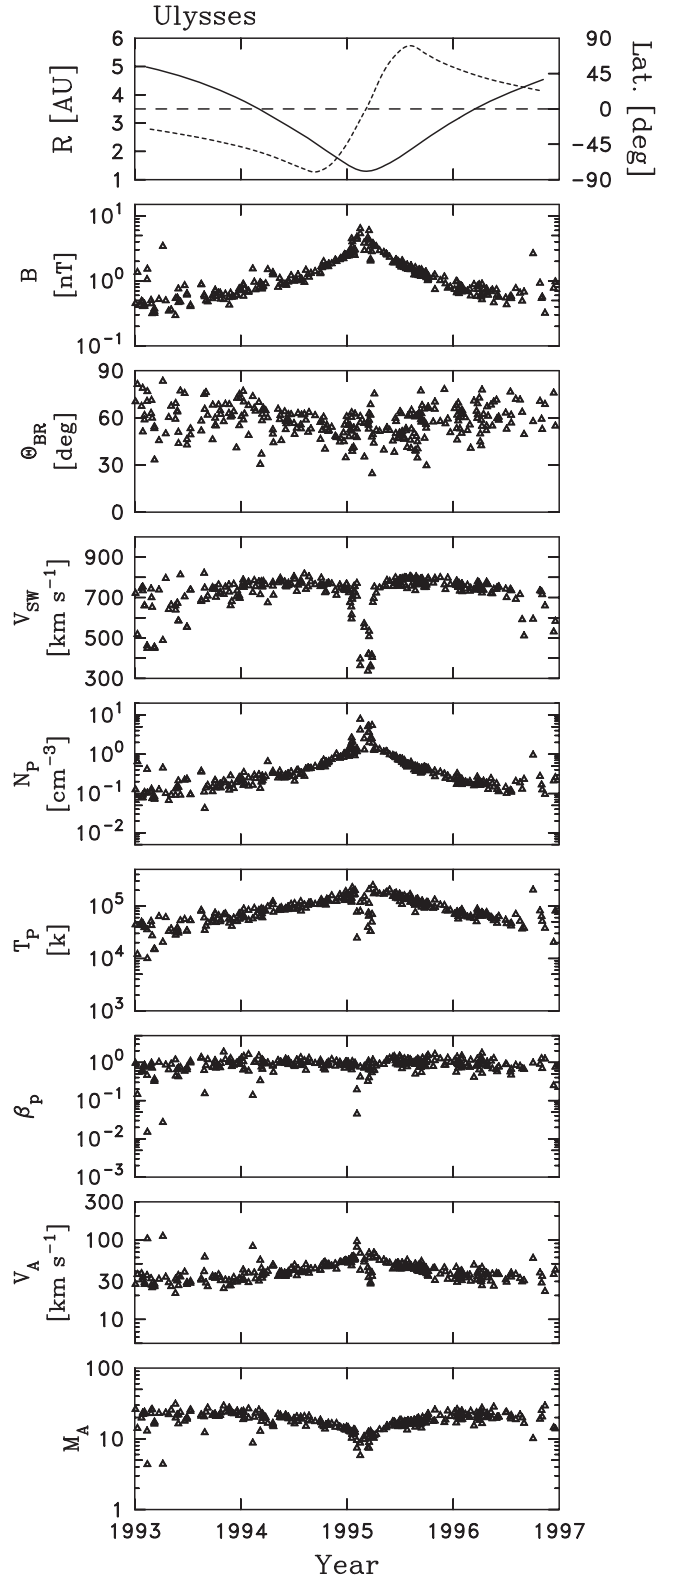 Ulysses
6 5 4 3 2 1
R [AU]
90 45 0 −45 −90
Lat. [deg]
10^1 10^0 10^−1
B
[nT]
90 60 30 0
Θ_BR
[deg]
900 700 500 300
V_SW
[km s^−1]
10^1 10^0 10^−1 10^−2
N_P
[cm^−3]
10^5 10^4 10^3
T_P
[k]
10^0 10^−1 10^−2 10^−3
β_p
300 100 30 10
V_A
[km s^−1]
100 10 1
M_A
1993 1994 1995 1996 1997
Year